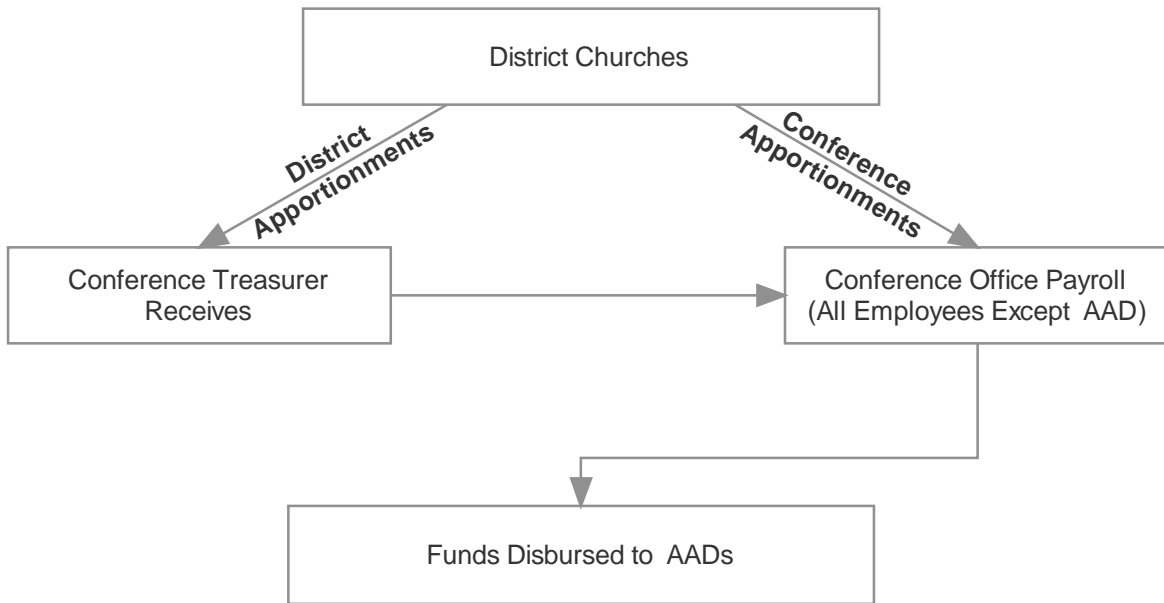 District Churches
District
Apportionments
Conference
Apportionments
Conference Treasurer
Receives
Conference Office Payroll
(All Employees Except AAD)
Funds Disbursed to AADs